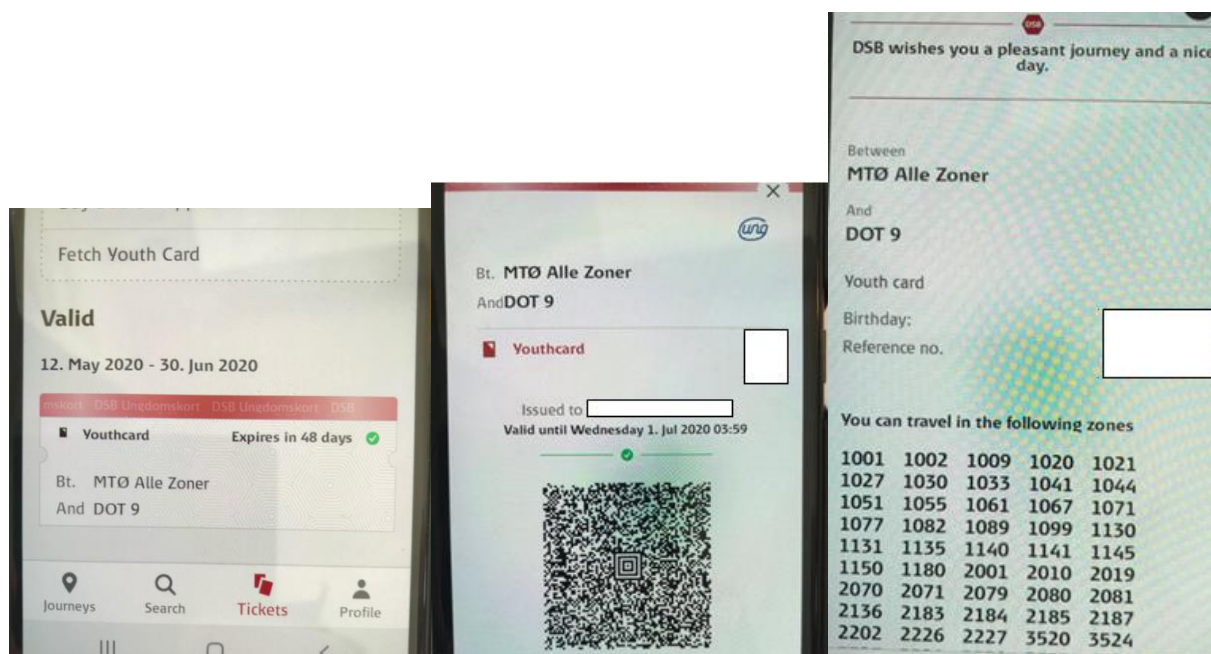 Fetch Youth Card
Valid
12. May 2020 - 30. Jun 2020
mskort DSB Ungdomskort DSB Ungdomskort DSB
Youthcard Expires in 48 days
Bt. MTØ Alle Zoner
And DOT 9
Journeys Search Tickets Profile
ung
Bt. MTØ Alle Zoner
And DOT 9
Youthcard
Issued to
Valid until Wednesday 1. Jul 2020 03:59
DSB
DSB wishes you a pleasant journey and a nice
day.
Between
MTØ Alle Zoner
And
DOT 9
Youth card
Birthday:
Reference no.
You can travel in the following zones
1001 1002 1009 1020 1021
1027 1030 1033 1041 1044
1051 1055 1061 1067 1071
1077 1082 1089 1099 1130
1131 1135 1140 1141 1145
1150 1180 2001 2010 2019
2070 2071 2079 2080 2081
2136 2183 2184 2185 2187
2202 2226 2227 3520 3524